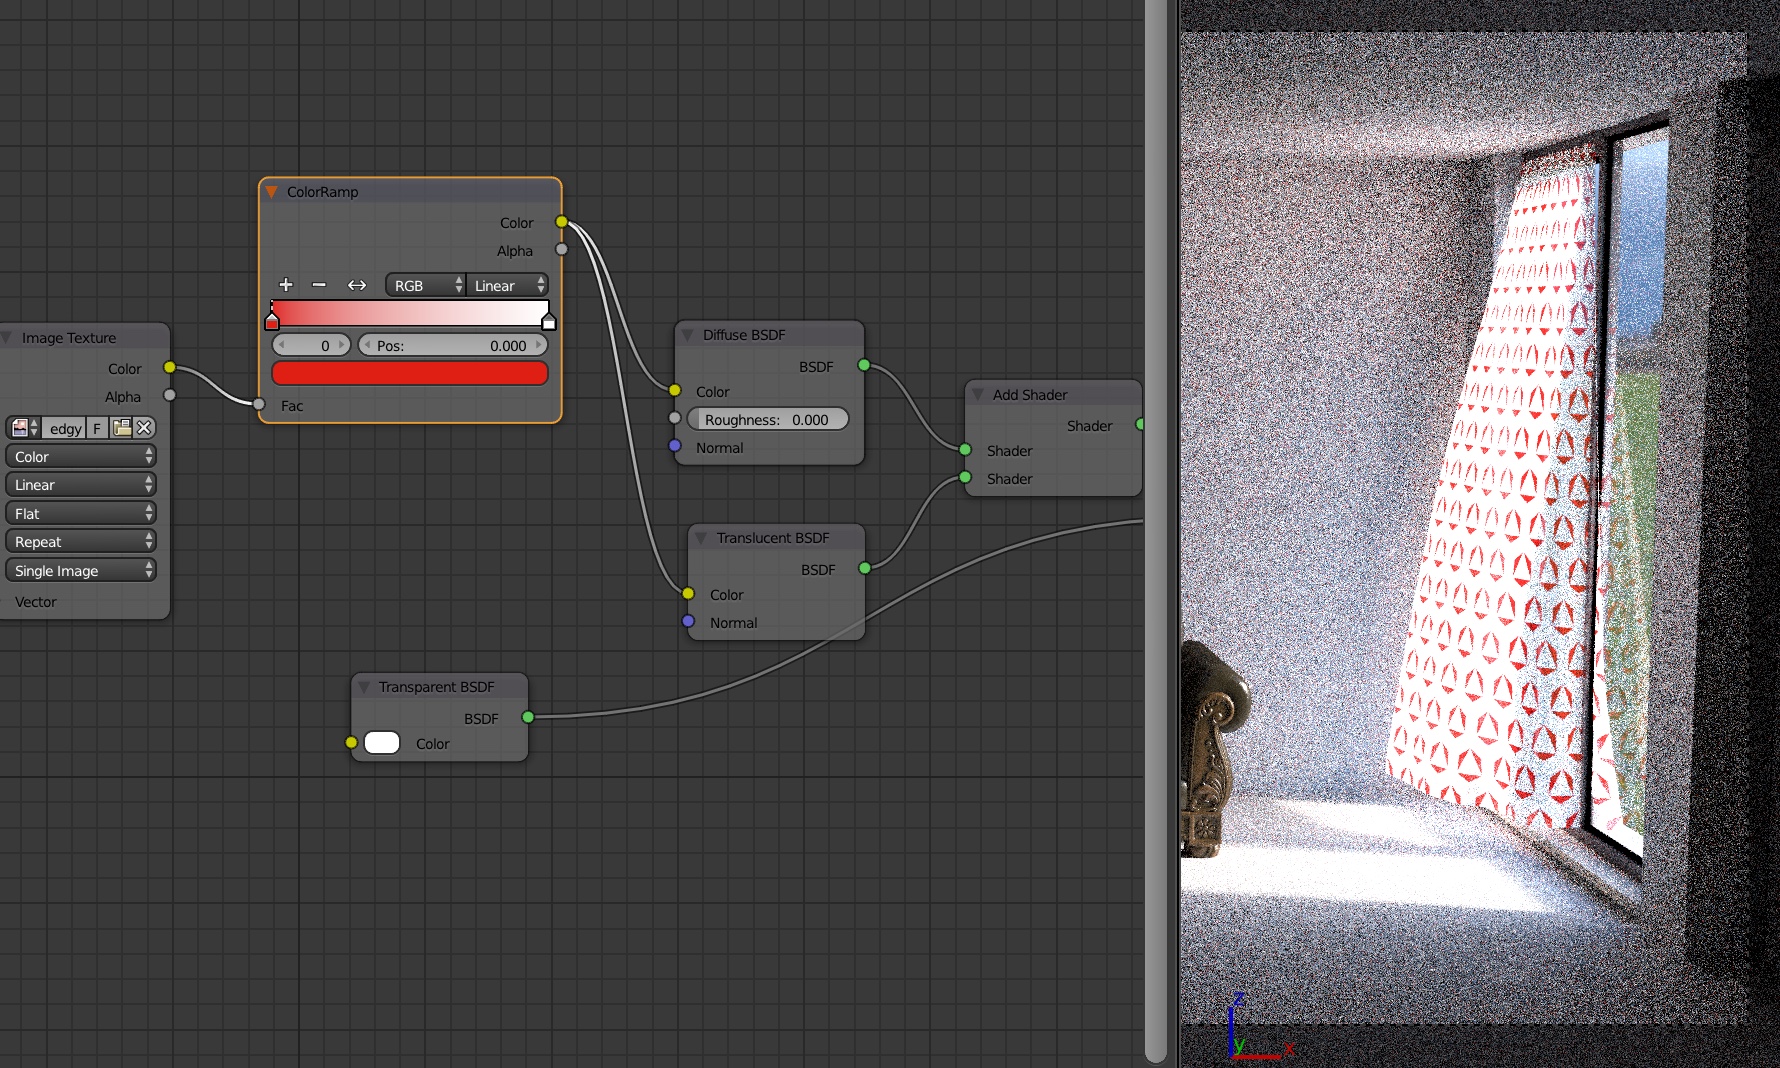 Image Texture
Color
Alpha
edgy F
Color
Linear
Flat
Repeat
Single Image
Vector
ColorRamp
Color
Alpha
RGB Linear
0 Pos: 0.000
Fac
Diffuse BSDF
BSDF
Color
Roughness: 0.000
Normal
Translucent BSDF
BSDF
Color
Normal
Transparent BSDF
BSDF
Color
Add Shader
Shader
Shader
Shader
z
y x